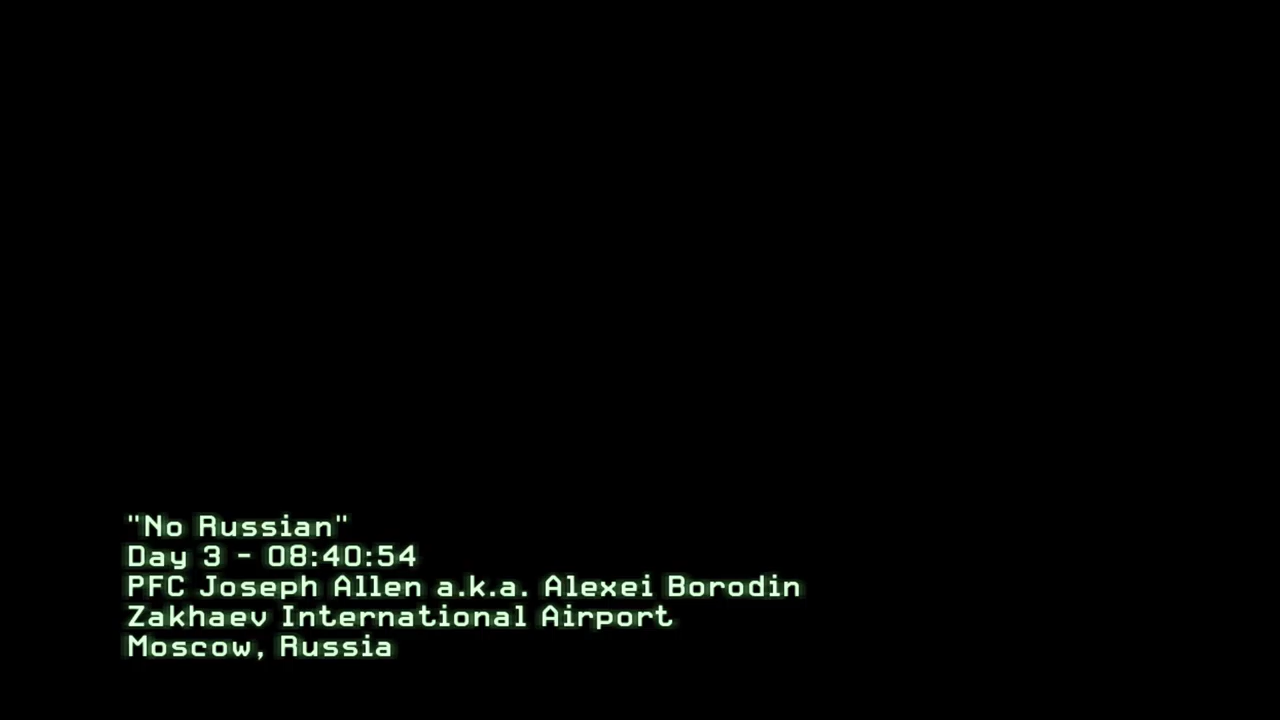 "No Russian"
Day 3 - 08:40:54
PFC Joseph Allen a.k.a. Alexei Borodin
Zakhaev International Airport
Moscow, Russia